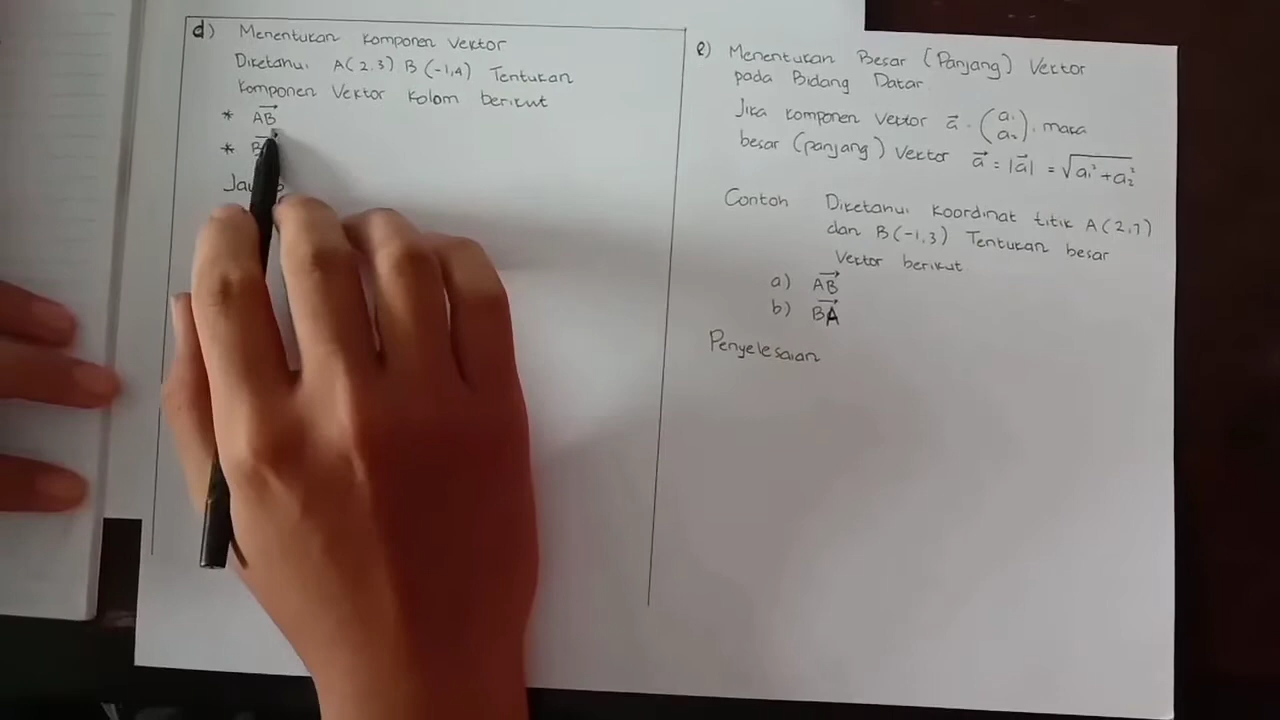 d) Menentukan Komponen Vektor
Diketahui A(2,3) B(-1,4) Tentukan
Komponen Vektor Kolom berikut
* AB
* B
Jawab
e) Menentukan Besar (Panjang) Vector
pada Bidang Datar
Jika Komponen vektor a⃗ = (a₁ a₂), maka
besar (panjang) Vektor a⃗ = |a⃗| = √a₁² + a₂²
Contoh Diketahui Koordinat titik A(2,7)
dan B(-1,3) Tentukan besar
Vektor berikut
a) AB
b) BA
Penyelesaian